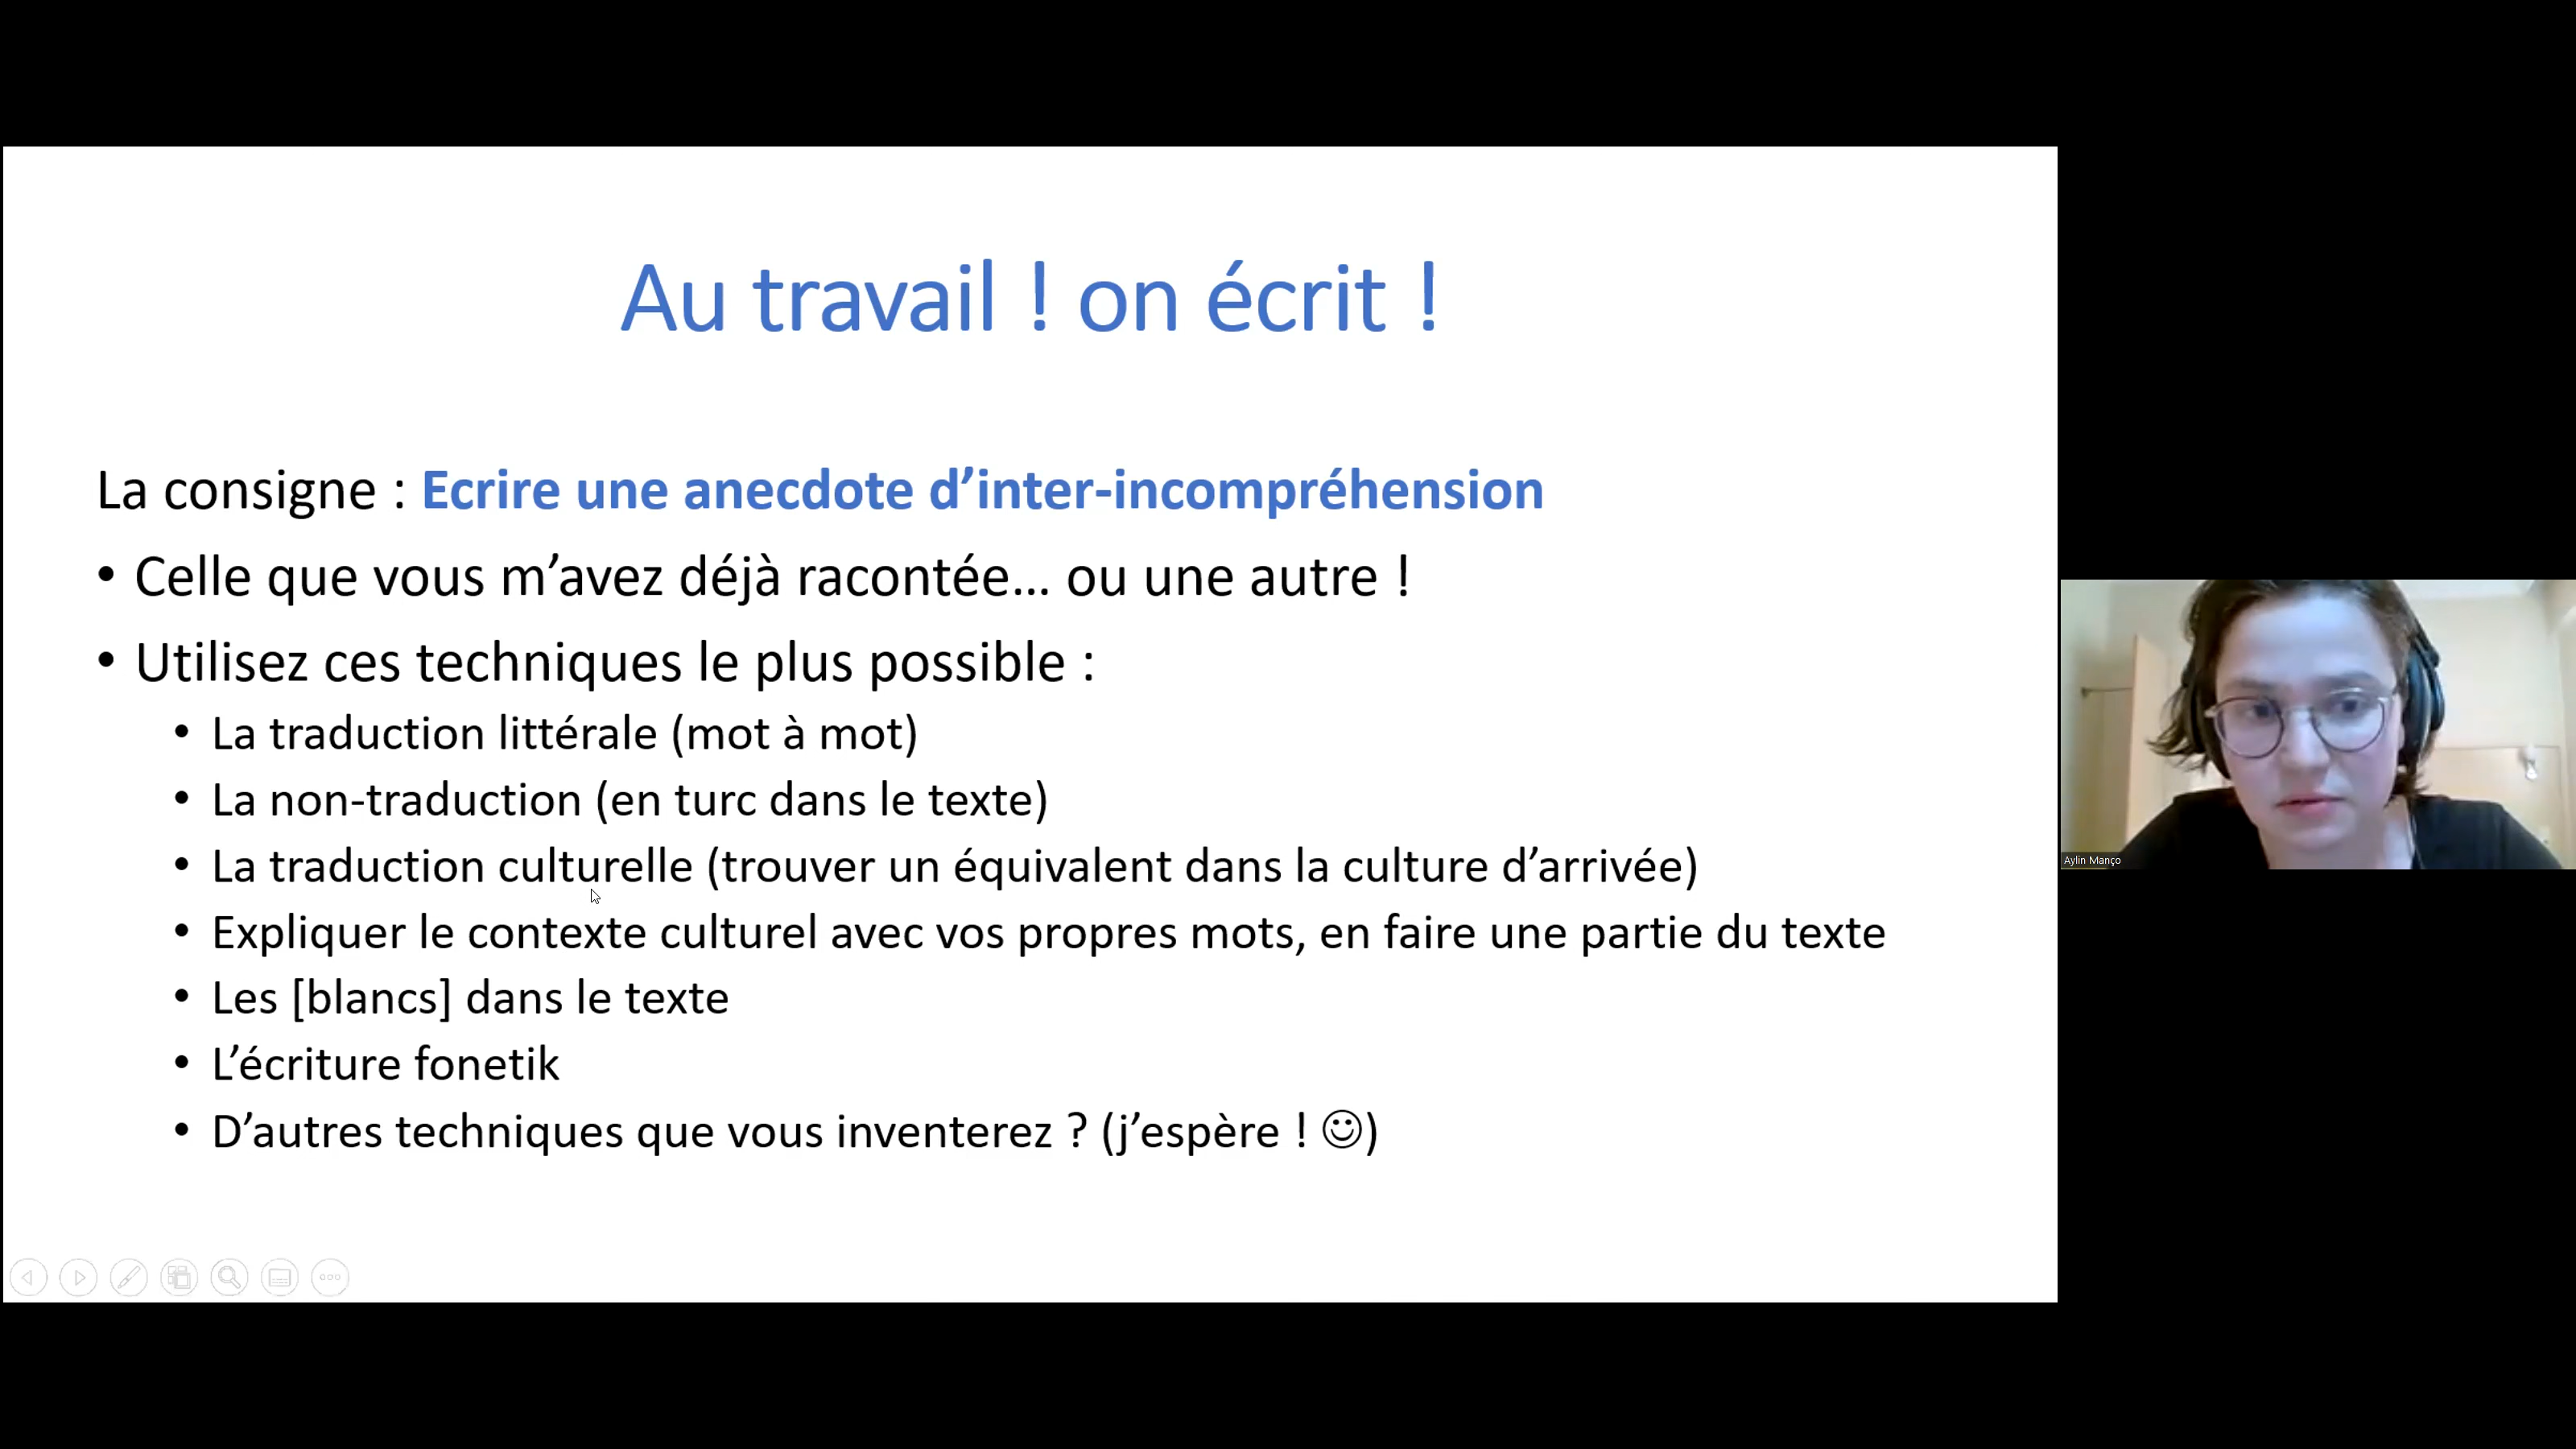 Au travail ! on écrit !
La consigne : Ecrire une anecdote d’inter-incompréhension
• Celle que vous m’avez déjà racontée… ou une autre !
• Utilisez ces techniques le plus possible :
• La traduction littérale (mot à mot)
• La non-traduction (en turc dans le texte)
• La traduction culturelle (trouver un équivalent dans la culture d’arrivée)
• Expliquer le contexte culturel avec vos propres mots, en faire une partie du texte
• Les [blancs] dans le texte
• L’écriture fonetik
• D’autres techniques que vous inventerez ? (j’espère ! ☺)
Aylin Manço